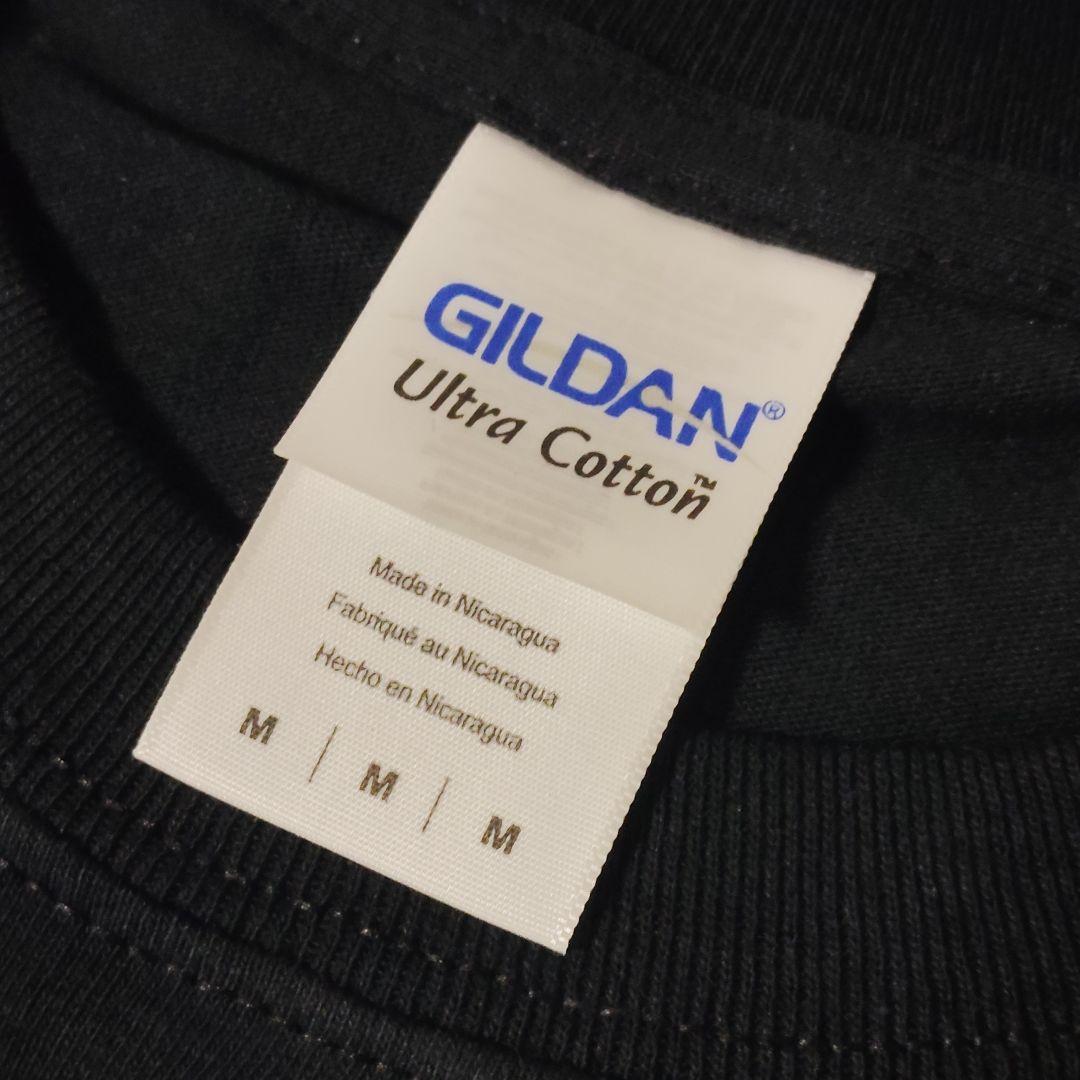 GILDAN®
Ultra Cotton™
Made in Nicaragua
Fabriqué au Nicaragua
Hecho en Nicaragua
M | M | M